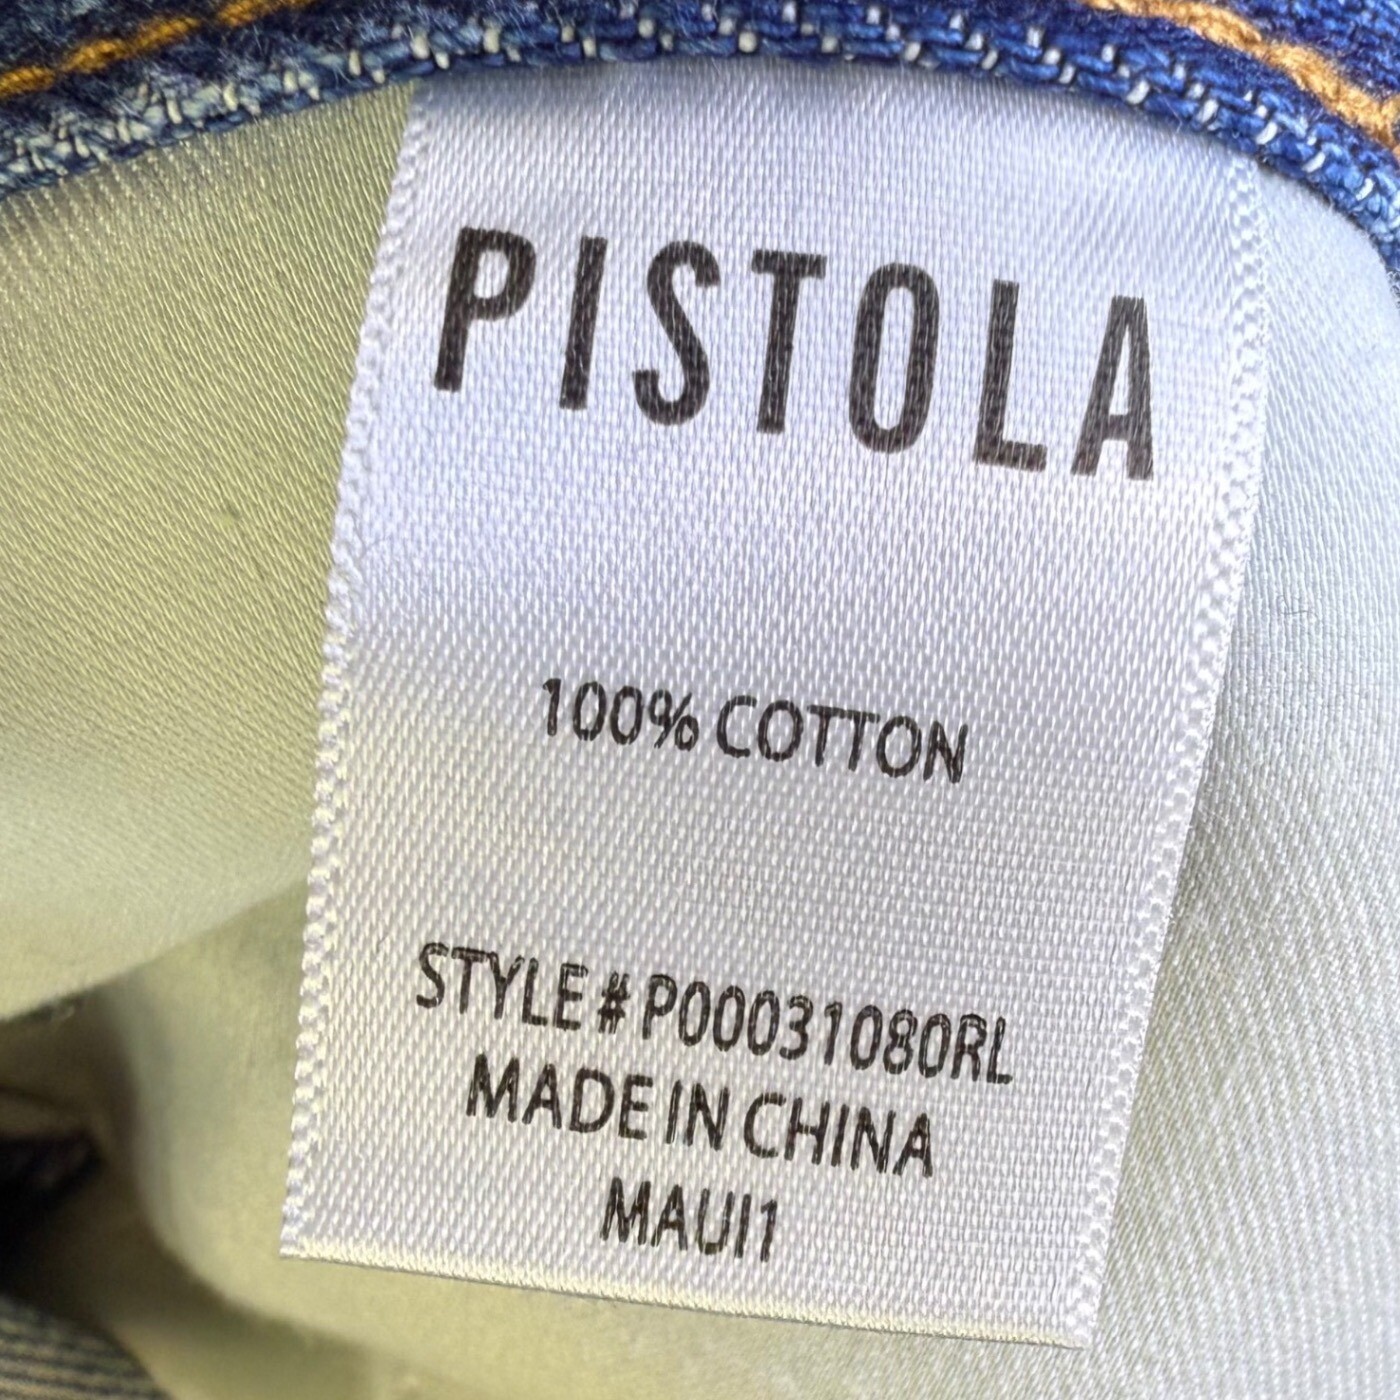 PISTOLA
100% COTTON
STYLE # P00031080RL
MADE IN CHINA
MAUI1